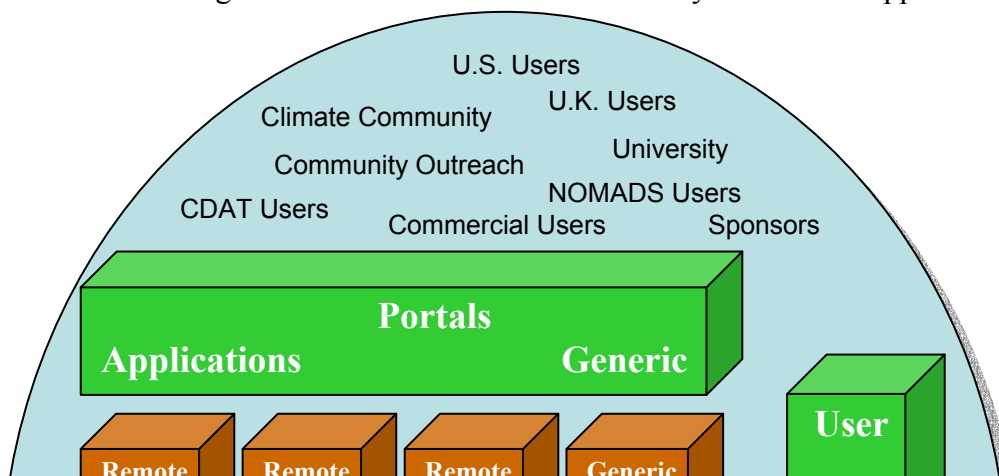 U.S. Users
U.K. Users
Climate Community
University
Community Outreach
NOMADS Users
CDAT Users
Commercial Users
Sponsors
Portals
Applications Generic
User
Remote Remote Remote Generic